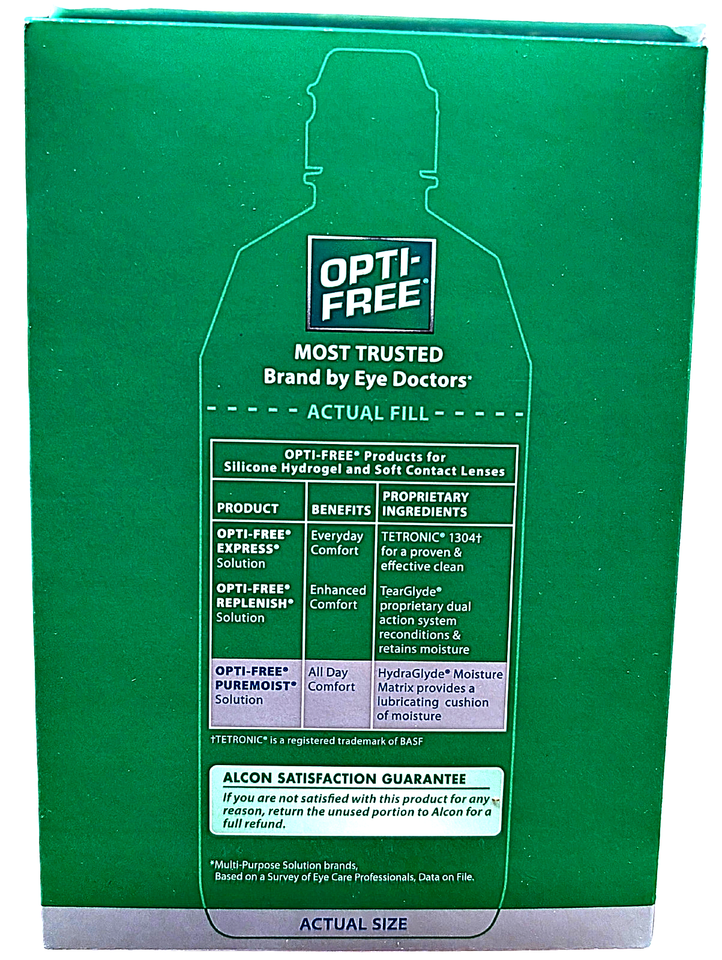 OPTI-
FREE®
MOST TRUSTED
Brand by Eye Doctors*
ACTUAL FILL
OPTI-FREE® Products for
Silicone Hydrogel and Soft Contact Lenses
PRODUCT
BENEFITS
PROPRIETARY
INGREDIENTS
OPTI-FREE®
EXPRESS®
Solution
Everyday
Comfort
TETRONIC® 1304†
for a proven &
effective clean
OPTI-FREE®
REPLENISH®
Solution
Enhanced
Comfort
TearGlyde®
proprietary dual
action system
reconditions &
retains moisture
OPTI-FREE®
PUREMOIST®
Solution
All Day
Comfort
HydraGlyde® Moisture
Matrix provides a
lubricating cushion
of moisture
†TETRONIC® is a registered trademark of BASF
ALCON SATISFACTION GUARANTEE
If you are not satisfied with this product for any
reason, return the unused portion to Alcon for a
full refund.
*Multi-Purpose Solution brands,
Based on a Survey of Eye Care Professionals, Data on File.
ACTUAL SIZE